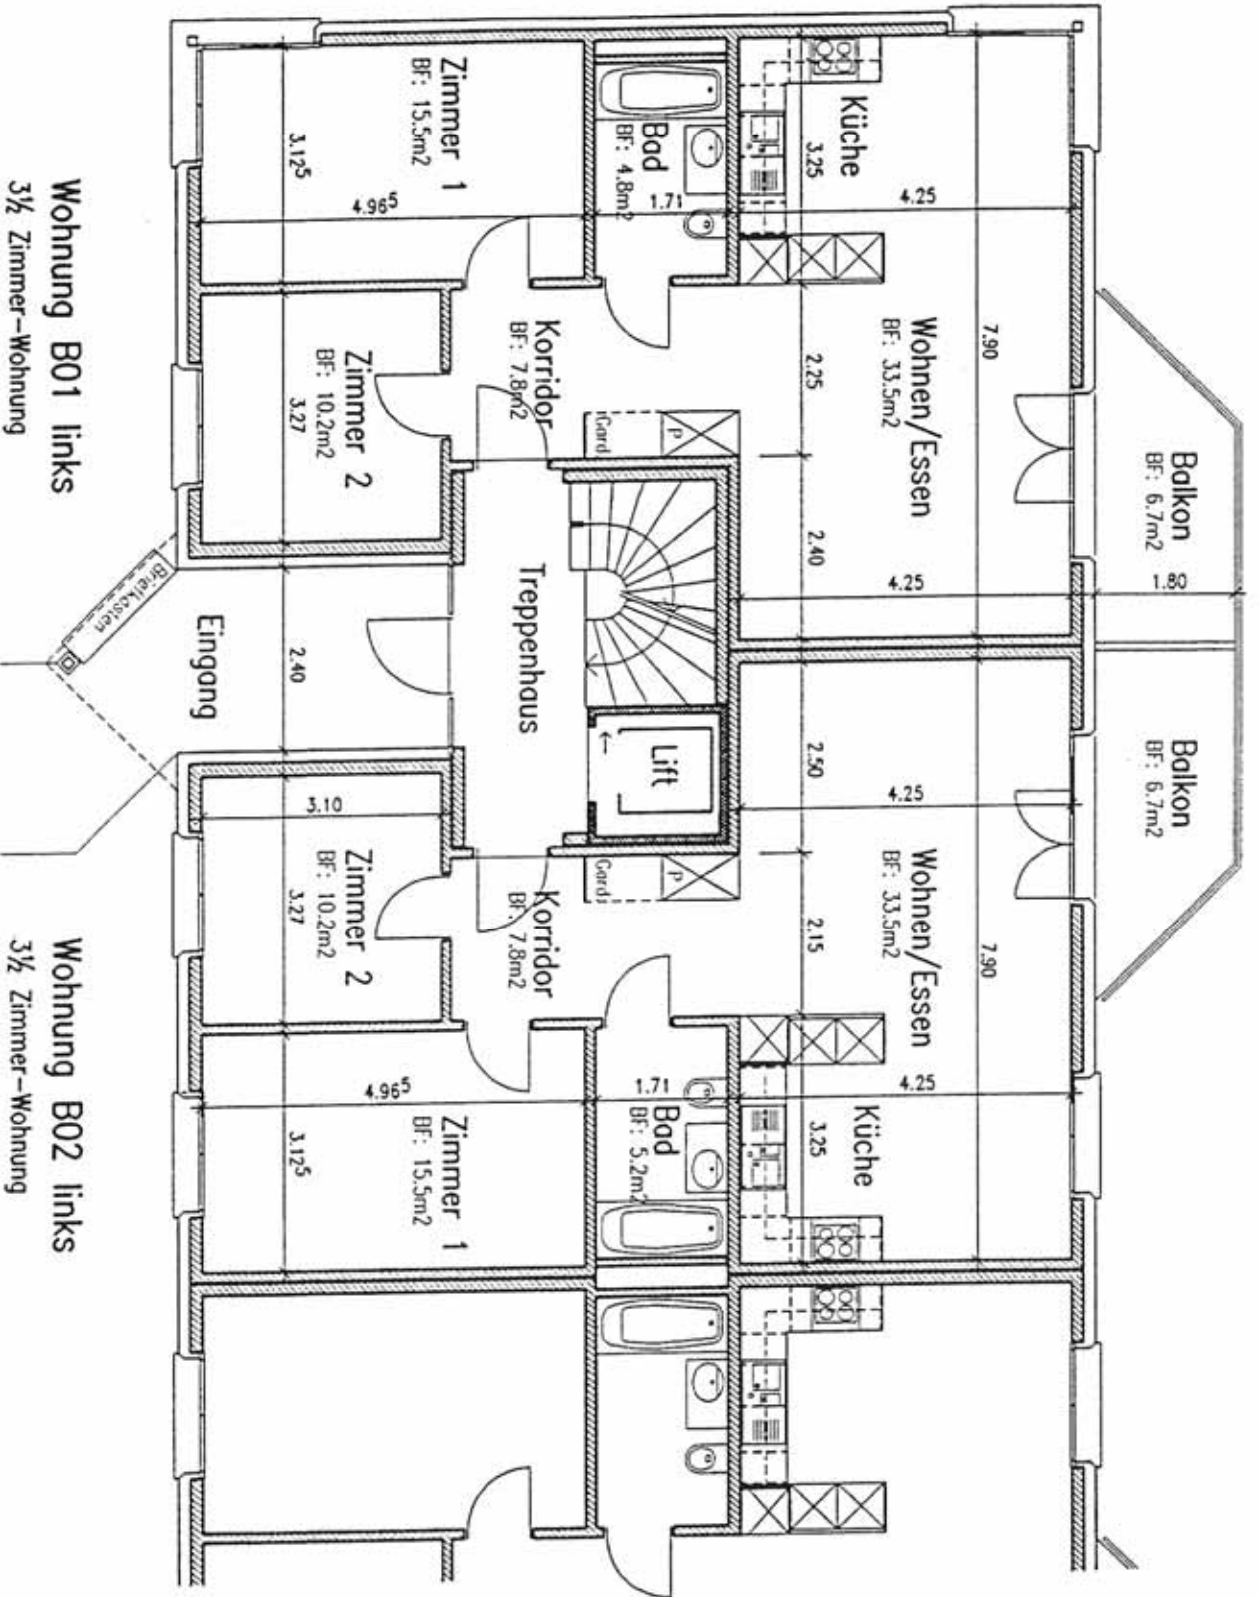 Balkon
BF: 6.7m2
1.80
Balkon
BF: 6.7m2
7.90
7.90
Wohnen/Essen
BF: 33.5m2
4.25
4.25
Wohnen/Essen
BF: 33.5m2
4.25
4.25
Küche
3.25
2.25
2.40
2.50
2.15
Küche
3.25
Bad
BF: 4.8m2
1.71
P
Gard
Lift
P
Gard
1.71
Bad
BF: 5.2m2
Korridor
BF: 7.8m2
Treppenhaus
Korridor
BF: 7.8m2
Zimmer 1
BF: 15.5m2
4.96⁵
3.12⁵
Zimmer 2
BF: 10.2m2
3.27
2.40
3.10
Zimmer 2
BF: 10.2m2
3.27
Zimmer 1
BF: 15.5m2
4.96⁵
3.12⁵
Eingang
Briefkasten
Wohnung B01 links
3½ Zimmer-Wohnung
Wohnung B02 links
3½ Zimmer-Wohnung